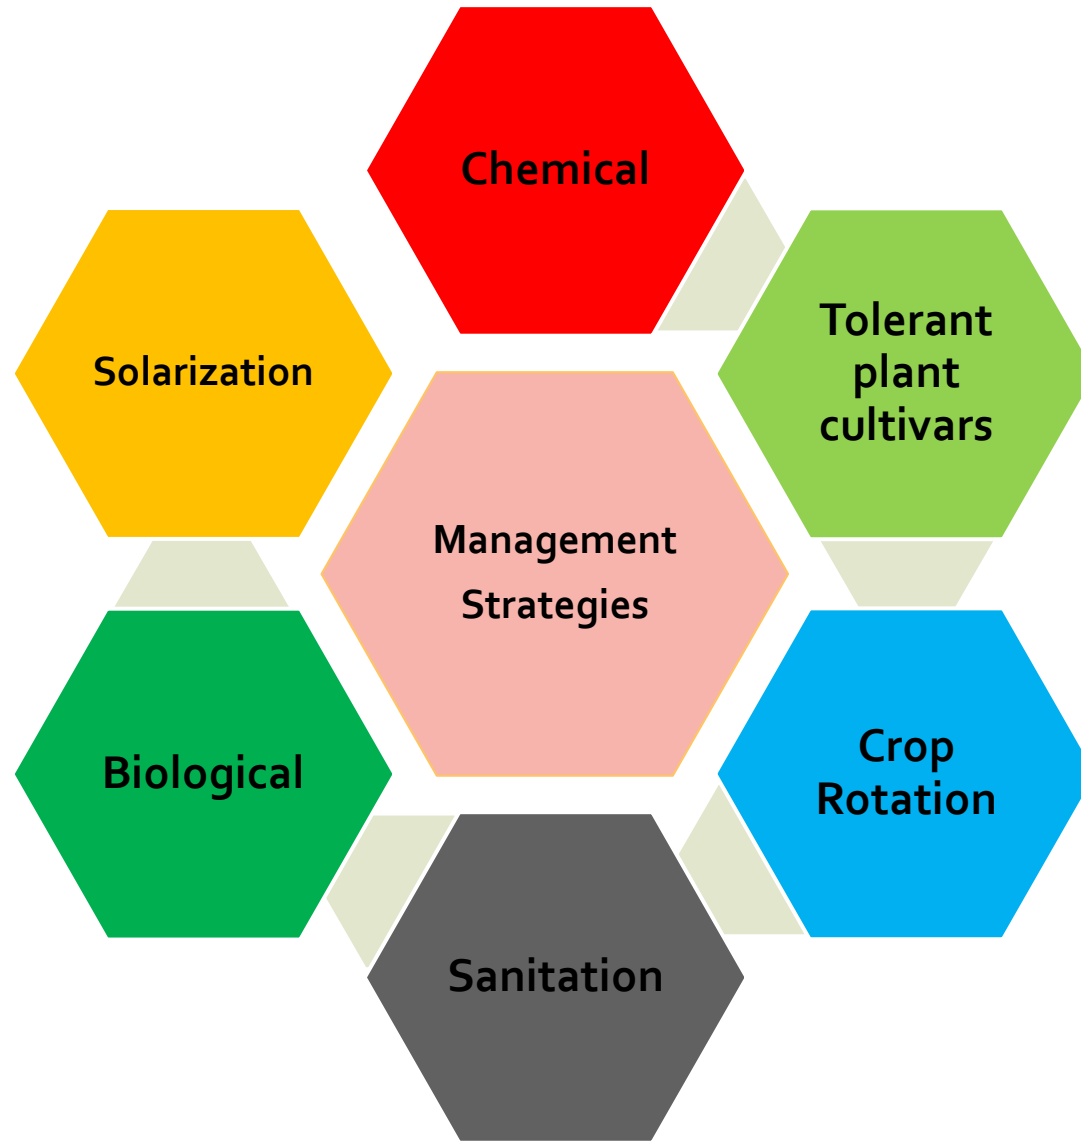 Chemical
Tolerant
plant
cultivars
Solarization
Management
Strategies
Crop
Rotation
Biological
Sanitation